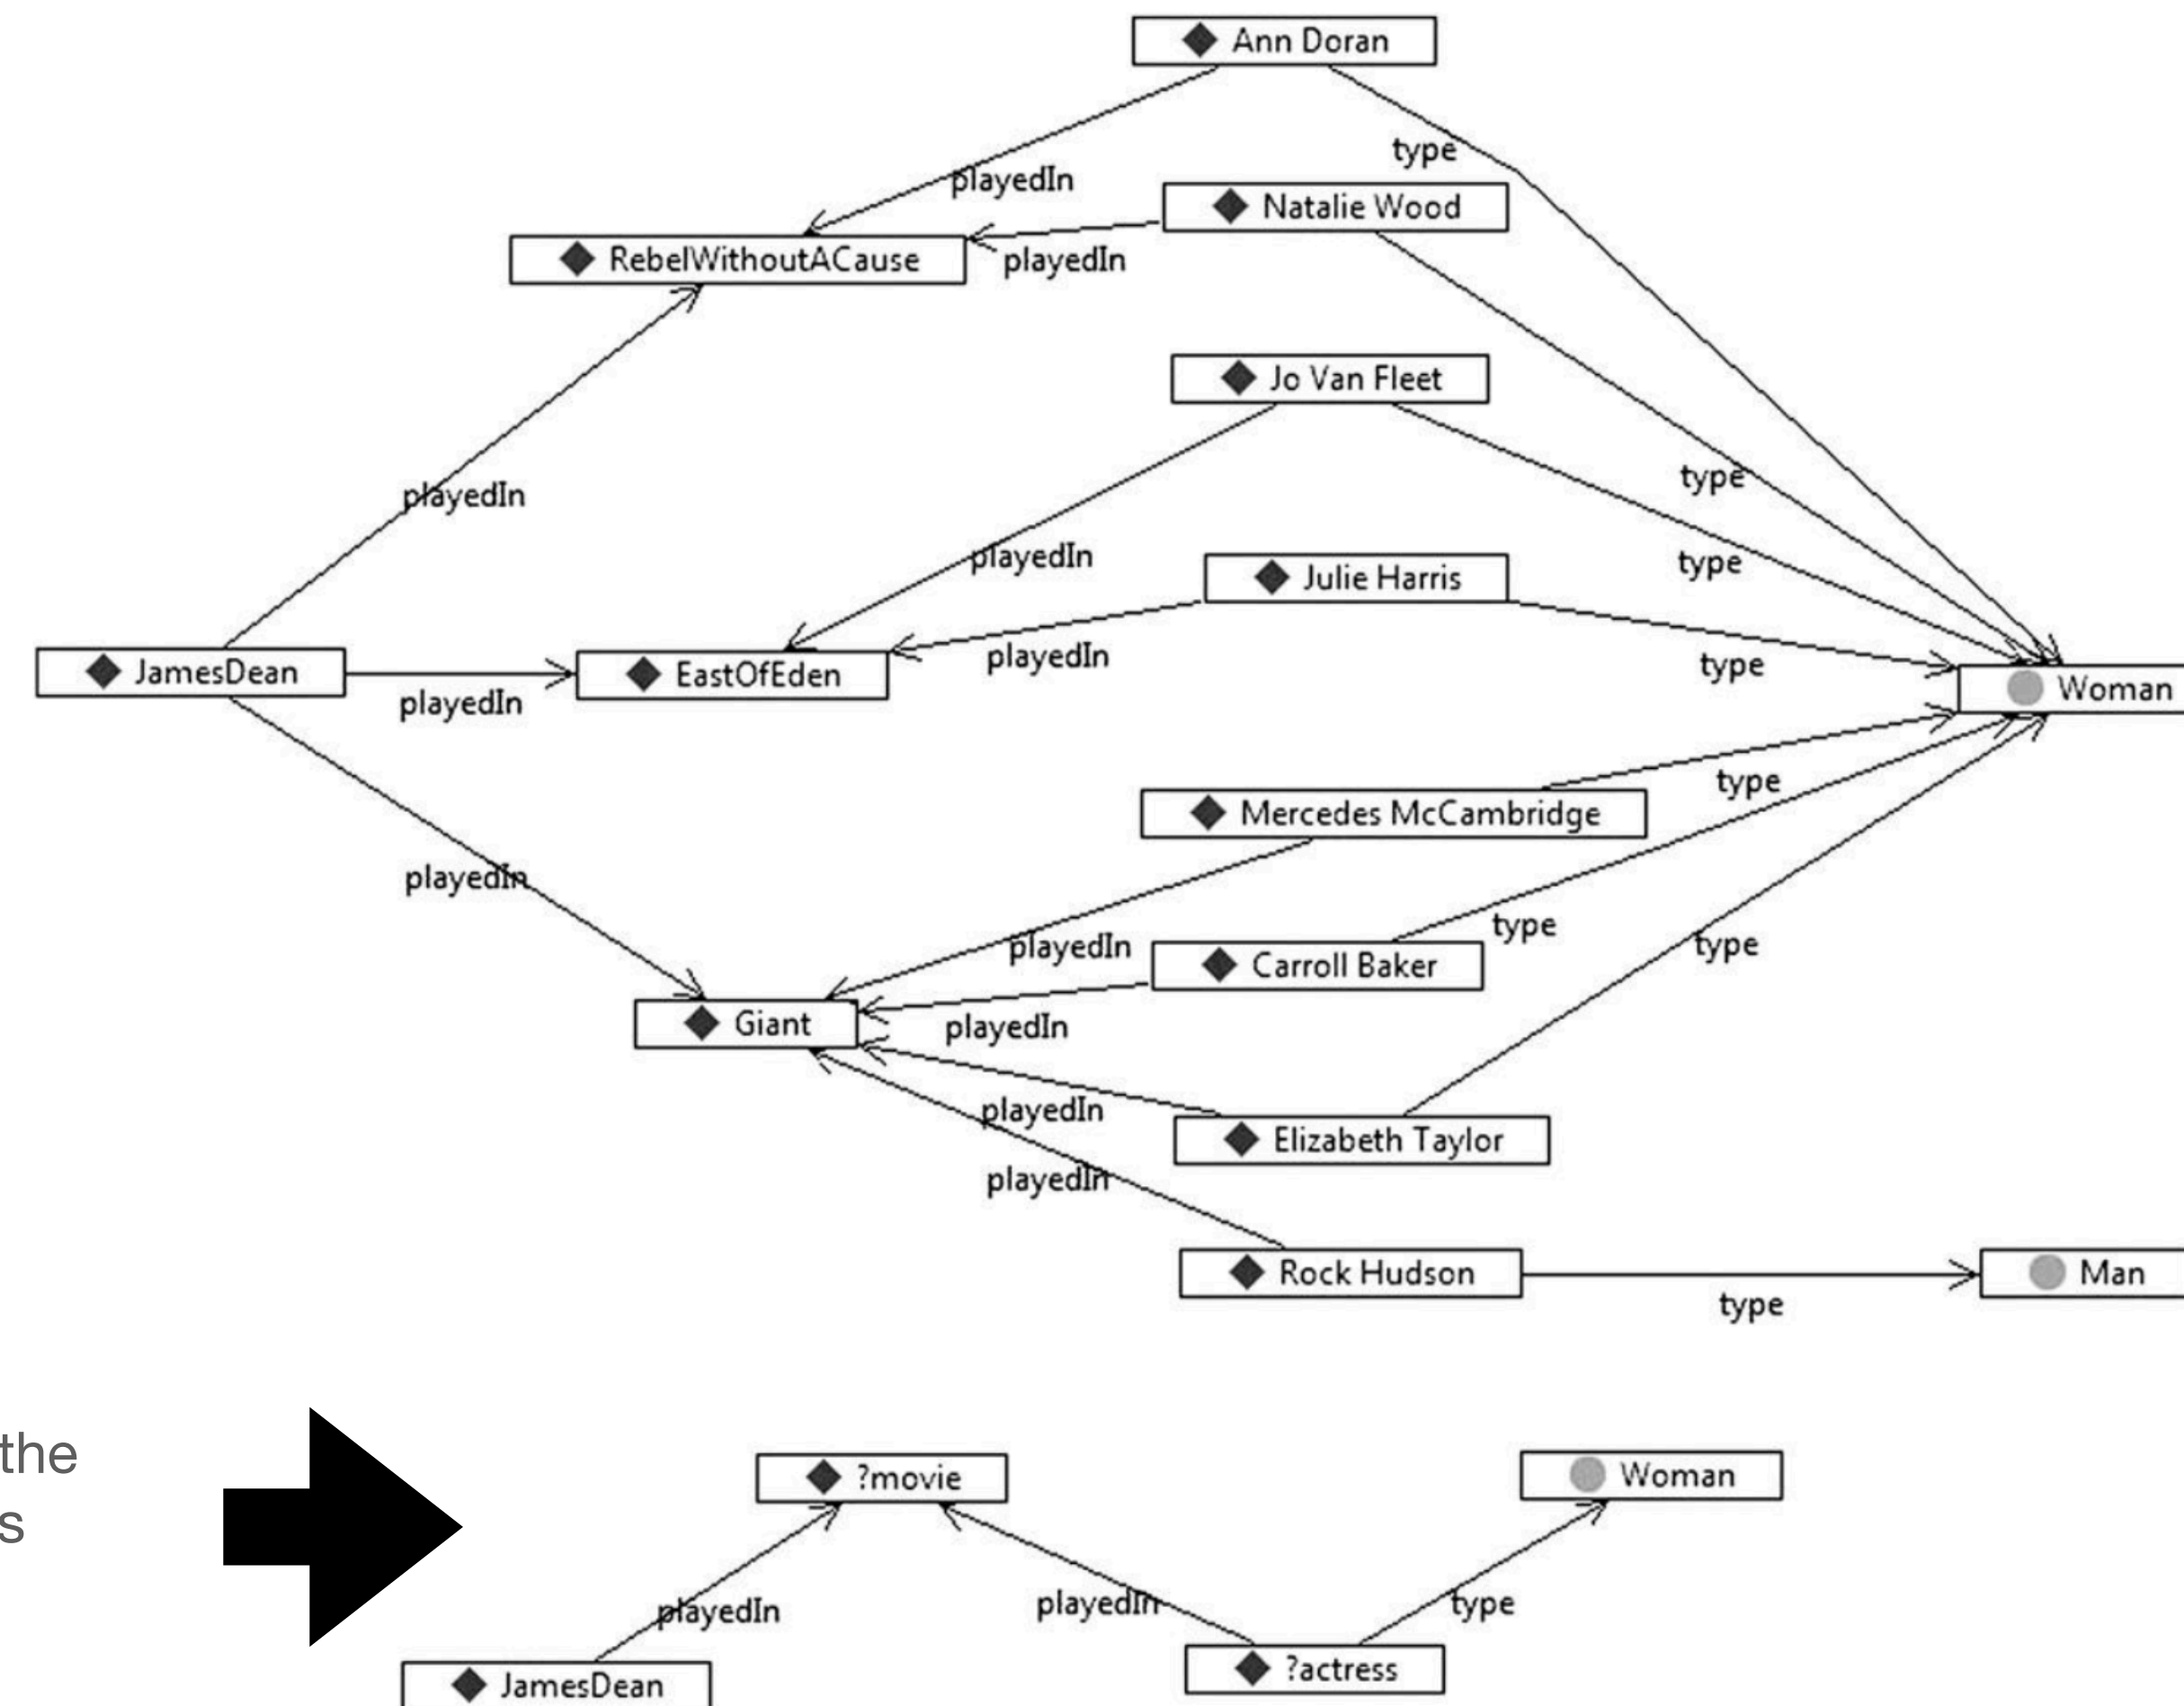 Ann Doran
type
playedIn
Natalie Wood
RebelWithoutACause
playedIn
Jo Van Fleet
type
playedIn
playedIn
type
Julie Harris
playedIn
type
JamesDean
EastOfEden
Woman
playedIn
type
Mercedes McCambridge
playedIn
type
playedIn
type
Carroll Baker
Giant
playedIn
playedIn
Elizabeth Taylor
playedIn
Rock Hudson
Man
type
the
s
?movie
Woman
playedIn
playedIn
type
?actress
JamesDean